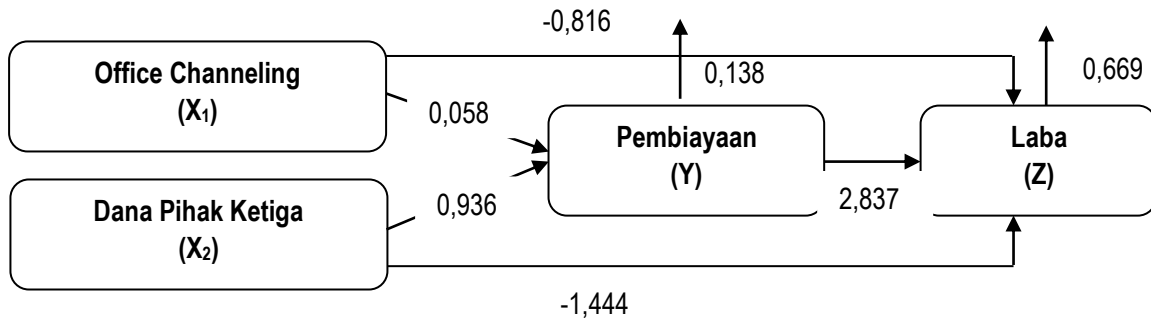 -0,816
Office Channeling
(X₁)
0,138
0,669
0,058
Pembiayaan
(Y)
Laba
(Z)
Dana Pihak Ketiga
(X₂)
0,936
2,837
-1,444